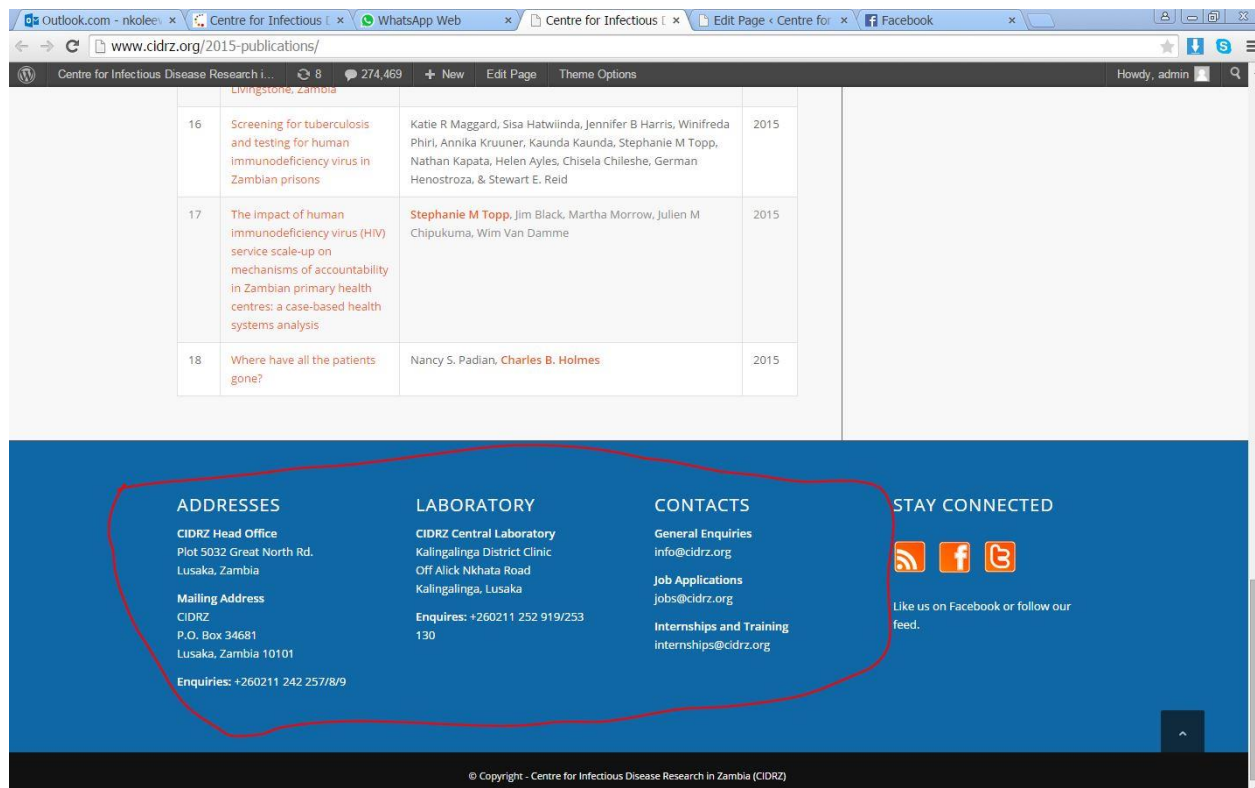 Outlook.com - nkoleev
Centre for Infectious D
WhatsApp Web
Centre for Infectious D
Edit Page ‹ Centre for
Facebook
www.cidrz.org/2015-publications/
Centre for Infectious Disease Research i... 8 274,469 + New Edit Page Theme Options Howdy, admin
Livingstone, Zambia
16 Screening for tuberculosis and testing for human immunodeficiency virus in Zambian prisons
Katie R Maggard, Sisa Hatwiinda, Jennifer B Harris, Winifreda
Phiri, Annika Kruuner, Kaunda Kaunda, Stephanie M Topp,
Nathan Kapata, Helen Ayles, Chisela Chileshe, German
Henostroza, & Stewart E. Reid
2015
17 The impact of human
immunodeficiency virus (HIV)
service scale-up on
mechanisms of accountability
in Zambian primary health
centres: a case-based health
systems analysis
Stephanie M Topp, Jim Black, Martha Morrow, Julien M
Chipukuma, Wim Van Damme
2015
18 Where have all the patients
gone?
Nancy S. Padian, Charles B. Holmes
2015
ADDRESSES
CIDRZ Head Office
Plot 5032 Great North Rd.
Lusaka, Zambia
Mailing Address
CIDRZ
P.O. Box 34681
Lusaka, Zambia 10101
Enquiries: +260211 242 257/8/9
LABORATORY
CIDRZ Central Laboratory
Kalingalinga District Clinic
Off Alick Nkhata Road
Kalingalinga, Lusaka
Enquires: +260211 252 919/253
130
CONTACTS
General Enquiries
info@cidrz.org
Job Applications
jobs@cidrz.org
Internships and Training
internships@cidrz.org
STAY CONNECTED
Like us on Facebook or follow our
feed.
© Copyright - Centre for Infectious Disease Research in Zambia (CIDRZ)